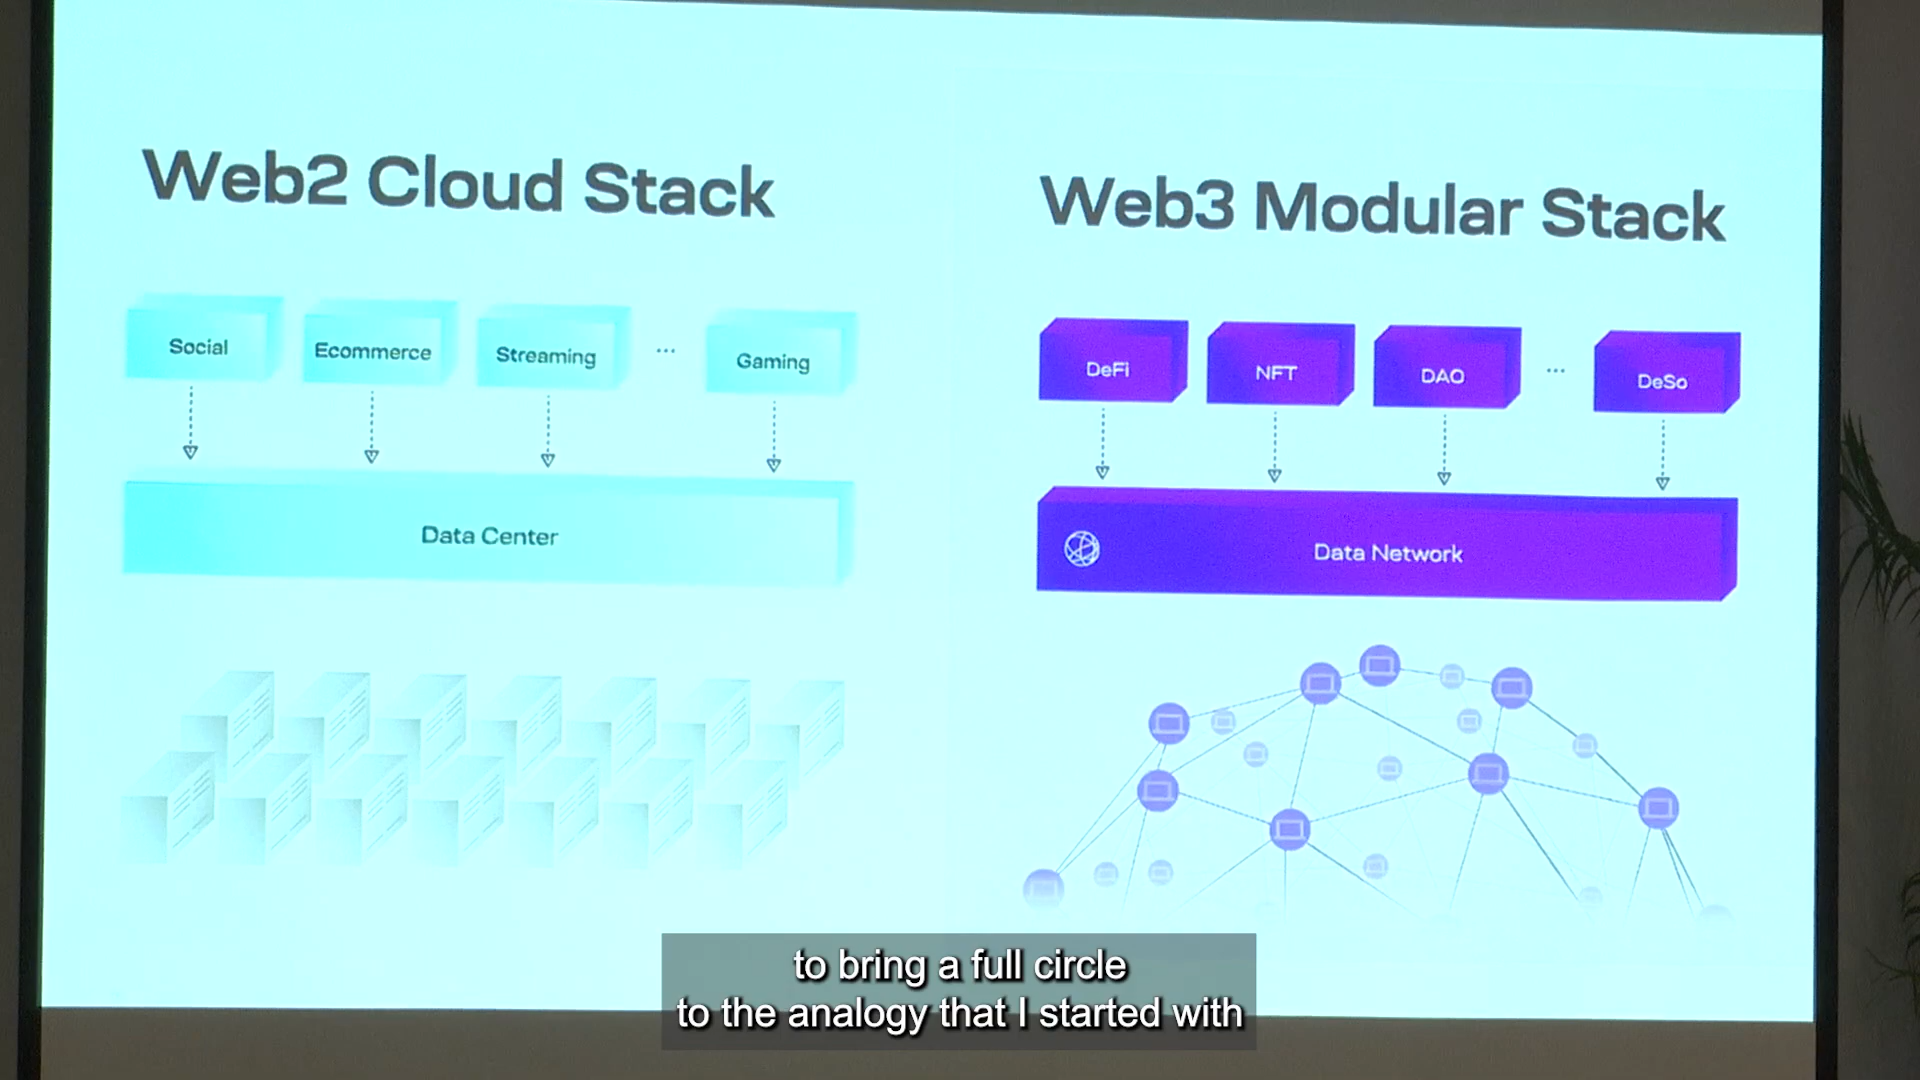 Web2 Cloud Stack
Social
Ecommerce
Streaming
...
Gaming
Data Center
Web3 Modular Stack
DeFi
NFT
DAO
...
DeSo
Data Network
to bring a full circle
to the analogy that I started with